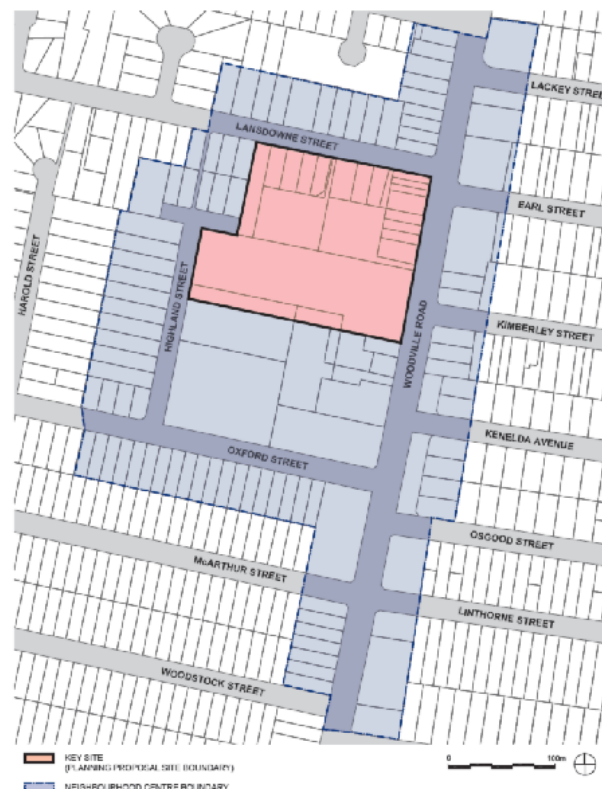 LACKEY STREET
LANSDOWNE STREET
EARL STREET
HAROLD STREET
HIGHLAND STREET
WOODVILLE ROAD
KIMBERLEY STREET
KENELDA AVENUE
OXFORD STREET
OSGOOD STREET
McARTHUR STREET
LINTHORNE STREET
WOODSTOCK STREET
KEY SITE
(PLANNING PROPOSAL SITE BOUNDARY)
0 100m
NEIGHBOURHOOD CENTRE BOUNDARY